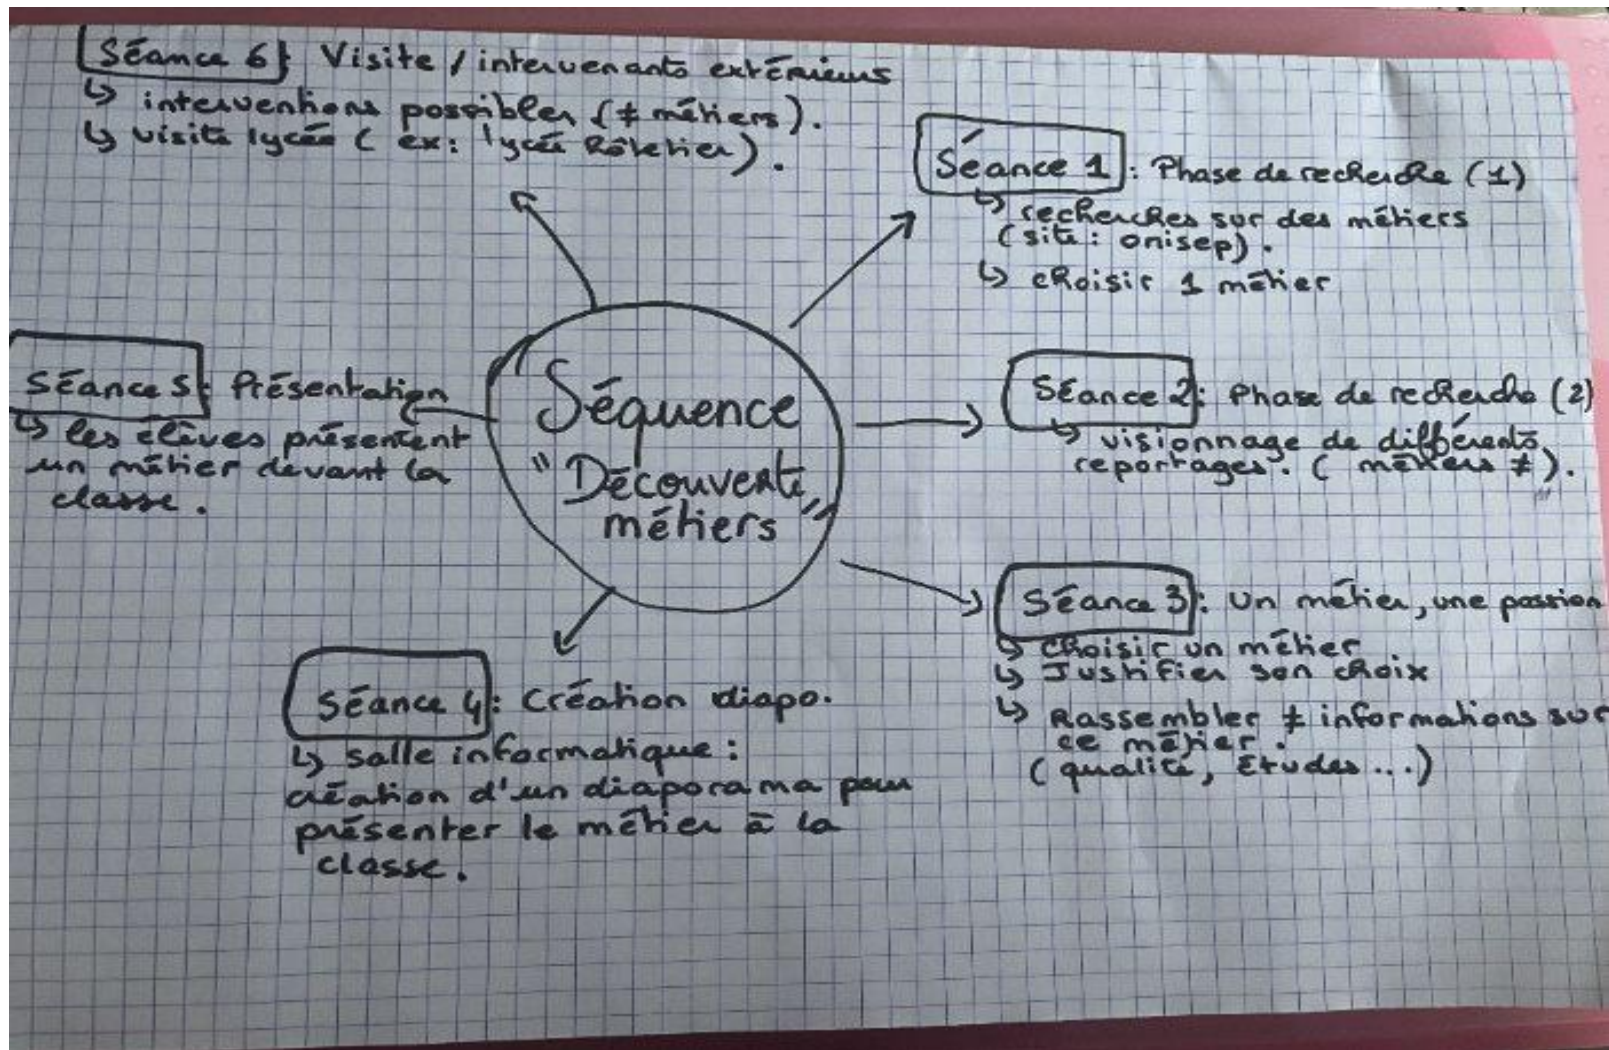 Séance 6 : Visite / intervenants extérieurs
↳ interventions possibles (≠ métiers).
↳ visite lycée (ex : lycée Rôtelier).
Séance 1 : Phase de recherche (1)
↳ recherches sur des métiers
(site : onisep).
↳ choisir 1 métier
Séance 2 : Phase de recherche (2)
↳ visionnage de différents
reportages. (métiers ≠).
Séance 3 : Un métier, une passion
↳ Choisir un métier
↳ Justifier son choix
↳ Rassembler ≠ informations sur
ce métier.
(qualité, Études...)
Séance 4 : Création diapo.
↳ salle informatique :
création d'un diaporama pour
présenter le métier à la
classe.
Séance 5 : Présentation
↳ les élèves présentent
un métier devant la
classe.
Séquence
"Découverte
métiers"